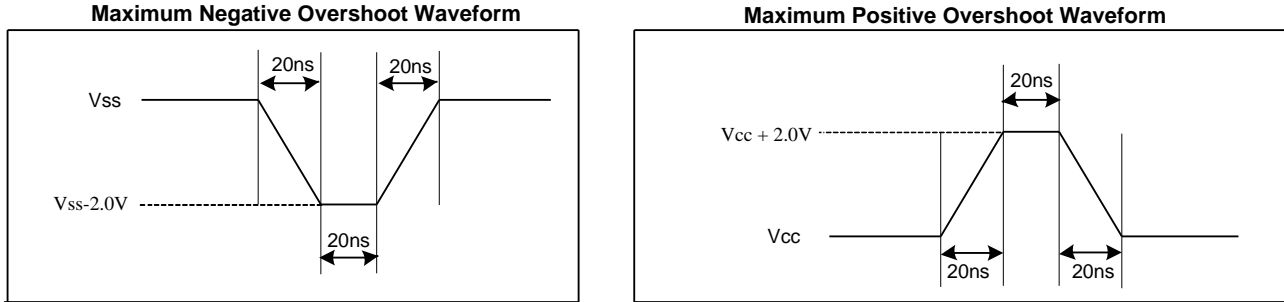 Maximum Negative Overshoot Waveform
20ns 20ns
Vss
Vss-2.0V
20ns
Maximum Positive Overshoot Waveform
20ns
Vcc + 2.0V
Vcc
20ns 20ns